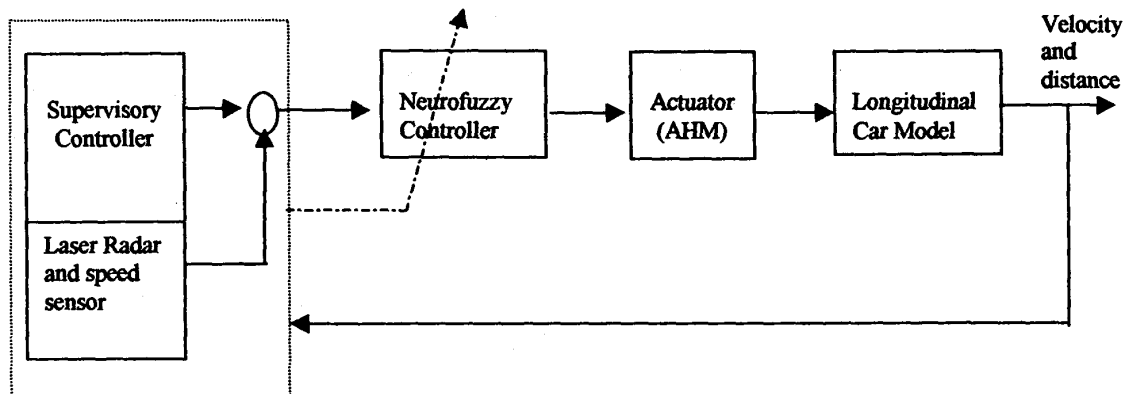 Velocity
and
distance
Supervisory
Controller
Neurofuzzy
Controller
Actuator
(AHM)
Longitudinal
Car Model
Laser Radar
and speed
sensor